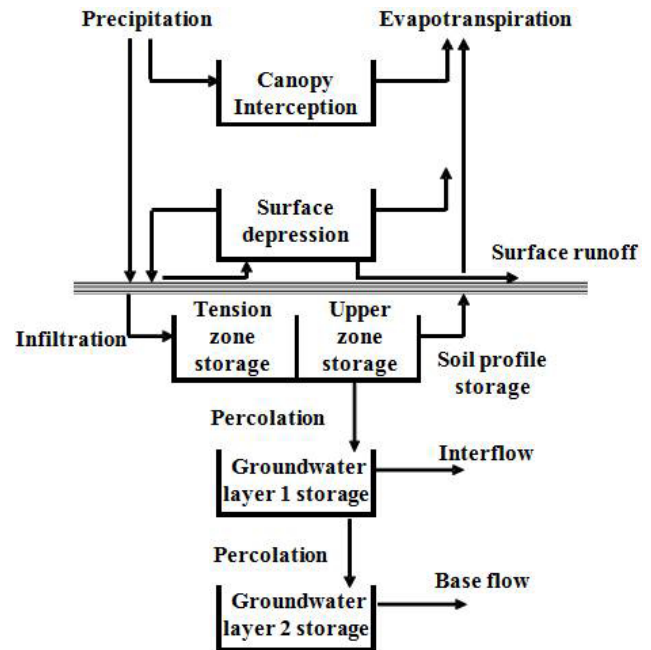 Precipitation
Evapotranspiration
Canopy
Interception
Surface
depression
Surface runoff
Infiltration
Tension
zone
storage
Upper
zone
storage
Soil profile
storage
Percolation
Groundwater
layer 1 storage
Interflow
Percolation
Groundwater
layer 2 storage
Base flow